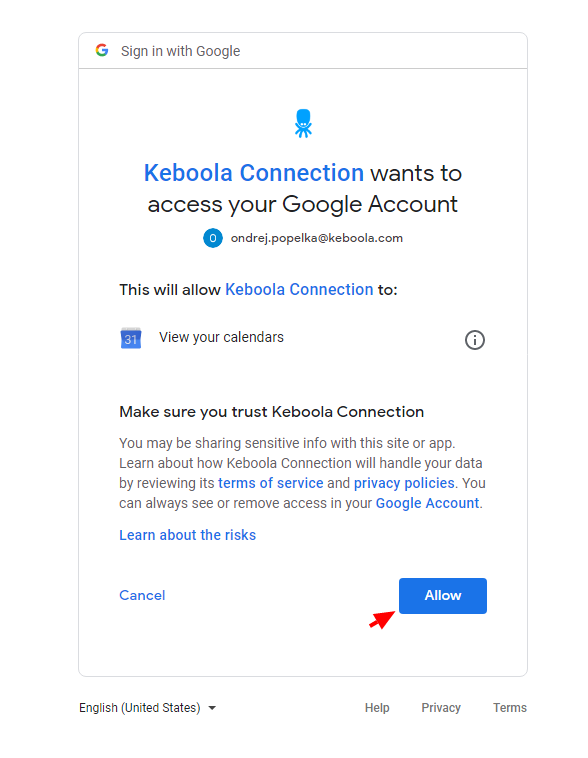 Sign in with Google
Keboola Connection wants to
access your Google Account
O ondrej.popelka@keboola.com
This will allow Keboola Connection to:
31 View your calendars
Make sure you trust Keboola Connection
You may be sharing sensitive info with this site or app.
Learn about how Keboola Connection will handle your data
by reviewing its terms of service and privacy policies. You
can always see or remove access in your Google Account.
Learn about the risks
Cancel Allow
English (United States) Help Privacy Terms